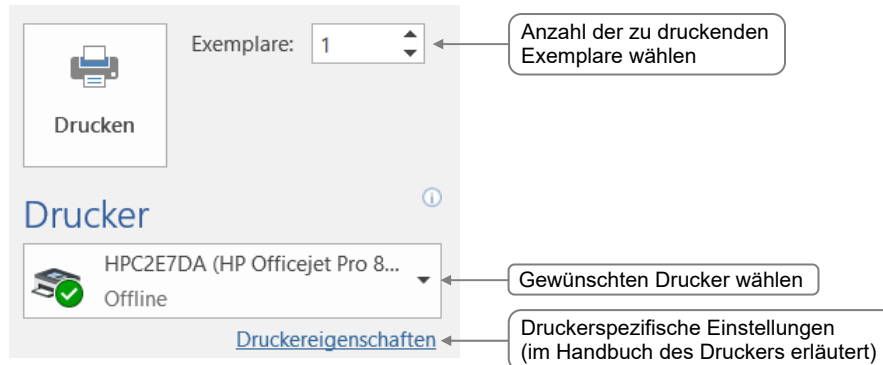 Exemplare: 1
Anzahl der zu druckenden
Exemplare wählen
Drucken
Drucker
HPC2E7DA (HP Officejet Pro 8...
Offline
Gewünschten Drucker wählen
Druckereigenschaften
Druckerspezifische Einstellungen
(im Handbuch des Druckers erläutert)